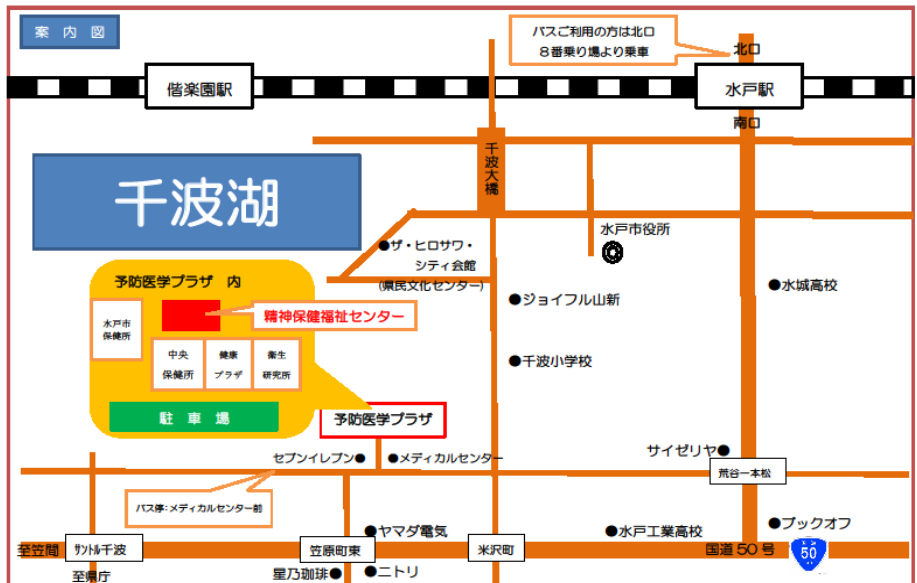 案 内 図
バスご利用の方は北口
８番乗り場より乗車
北口
偕楽園駅
水戸駅
南口
千波大橋
千波湖
水戸市役所
●ザ・ヒロサワ・
シティ会館
(県民文化センター)
予防医学プラザ 内
●水城高校
●ジョイフル山新
精神保健福祉センター
水戸市
保健所
中央
保健所
健康
プラザ
衛生
研究所
●千波小学校
駐 車 場
予防医学プラザ
サイゼリヤ●
セブンイレブン●
●メディカルセンター
荒谷一本松
バス停：メディカルセンター前
●ヤマダ電気
●水戸工業高校
●ブックオフ
至笠間
ｻﾝﾄﾙ千波
笠原町東
米沢町
国道50号
50
至県庁
星乃珈琲●
●ニトリ